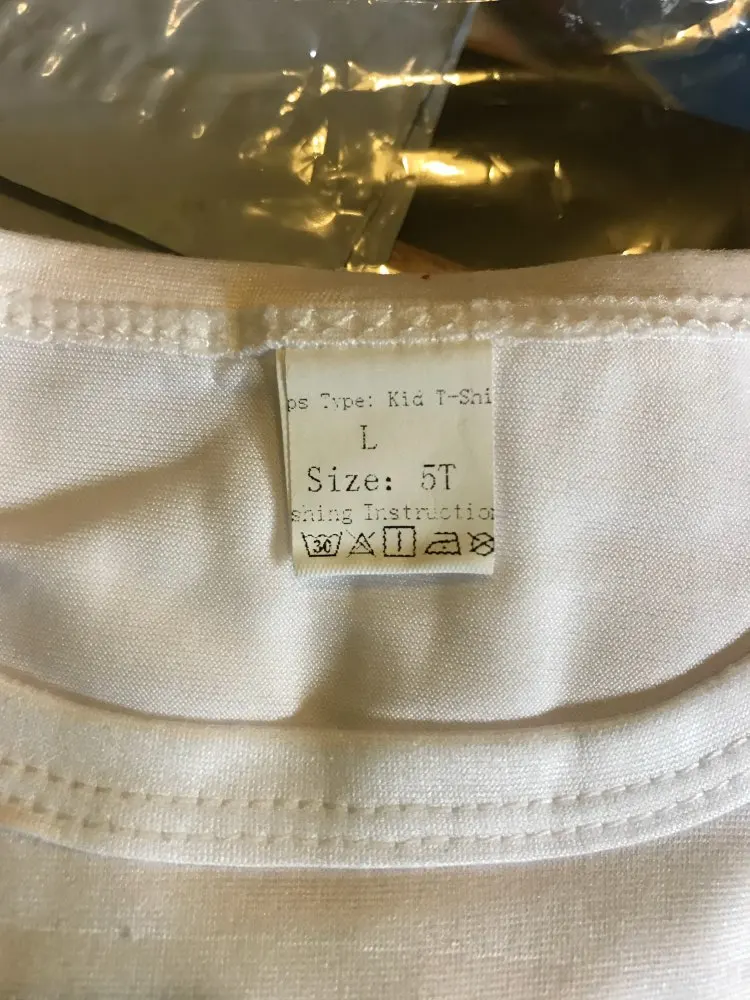 ps Type: Kid T-Shi
L
Size: 5T
shing Instructio
30